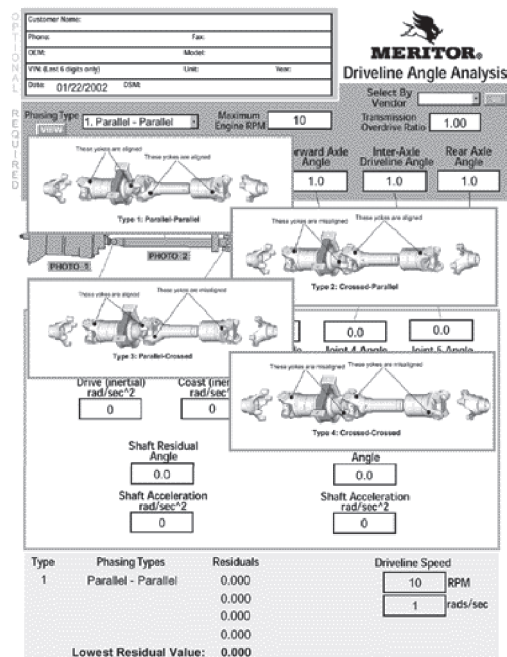 OPTIONAL
Customer Name:
Phone: Fax:
OEM: Model:
VIN: (Last 6 digits only) Unit: Year:
Date: 01/22/2002 DSM:
MERITOR®
Driveline Angle Analysis
Select By
Vendor
REQUIRED
Phasing Type 1. Parallel - Parallel
VIEW
Maximum
Engine RPM 10
Transmission
Overdrive Ratio 1.00
These yokes are aligned These yokes are aligned
Type 1: Parallel-Parallel
rward Axle Inter-Axle Rear Axle
Angle Driveline Angle Angle
1.0 1.0 1.0
PHOTO 1 PHOTO 2
These yokes are misaligned These yokes are aligned
Type 2: Crossed-Parallel
These yokes are aligned These yokes are misaligned
Type 3: Parallel-Crossed
0.0 0.0
Joint 4 Angle Joint 5 Angle
These yokes are misaligned These yokes are misaligned
Type 4: Crossed-Crossed
Drive (inertial) Coast (iner
rad/sec^2 rad/sec^
0 0
Shaft Residual
Angle Angle
0.0 0.0
Shaft Acceleration Shaft Acceleration
rad/sec^2 rad/sec^2
0 0
Type Phasing Types Residuals Driveline Speed
1 Parallel - Parallel 0.000 10 RPM
0.000 1 rads/sec
0.000
0.000
Lowest Residual Value: 0.000